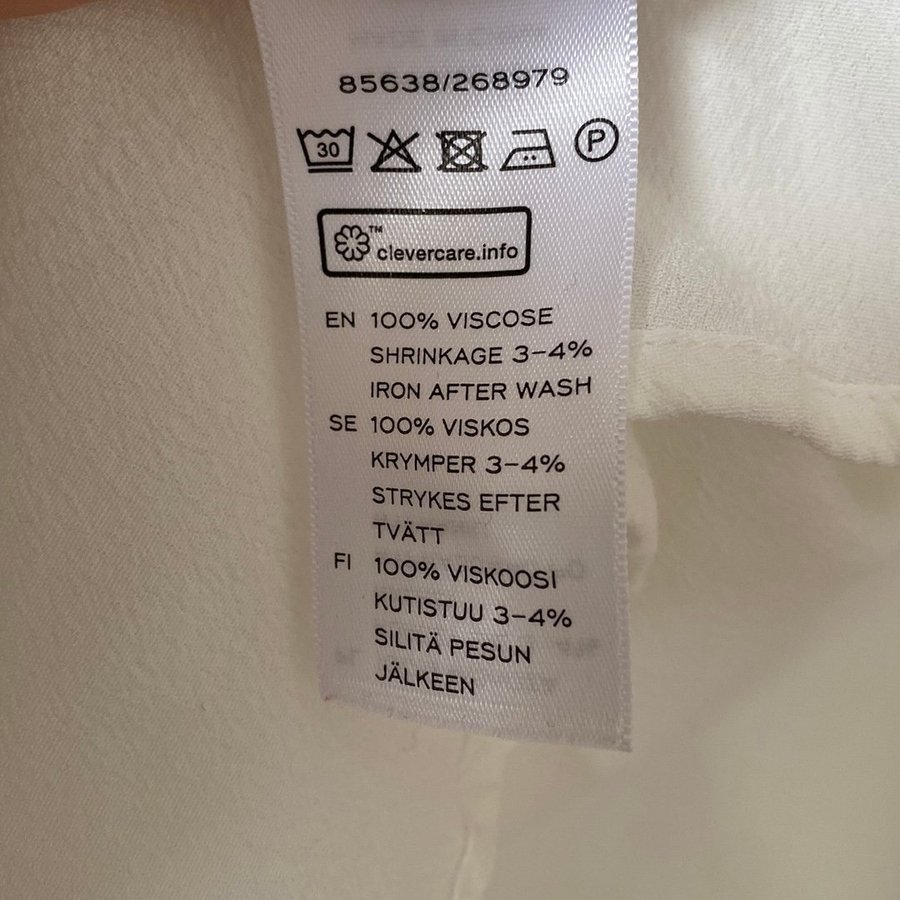 85638/268979
30 P
™ clevercare.info
EN 100% VISCOSE
SHRINKAGE 3-4%
IRON AFTER WASH
SE 100% VISKOS
KRYMPER 3-4%
STRYKES EFTER
TVÄTT
FI 100% VISKOOSI
KUTISTUU 3-4%
SILITÄ PESUN
JÄLKEEN